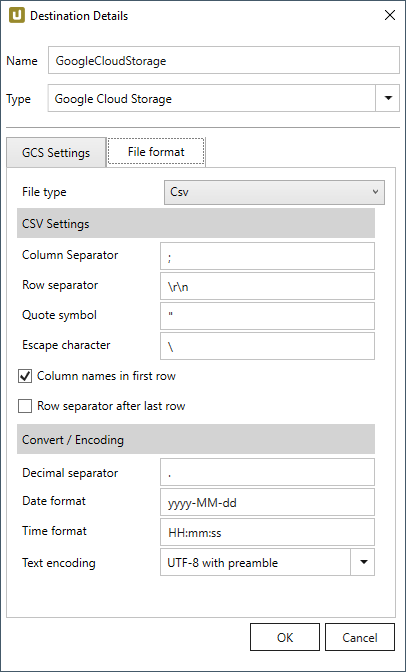 Destination Details
Name GoogleCloudStorage
Type Google Cloud Storage
GCS Settings File format
File type Csv
CSV Settings
Column Separator ;
Row separator \r\n
Quote symbol "
Escape character \
Column names in first row
Row separator after last row
Convert / Encoding
Decimal separator .
Date format yyyy-MM-dd
Time format HH:mm:ss
Text encoding UTF-8 with preamble
OK Cancel